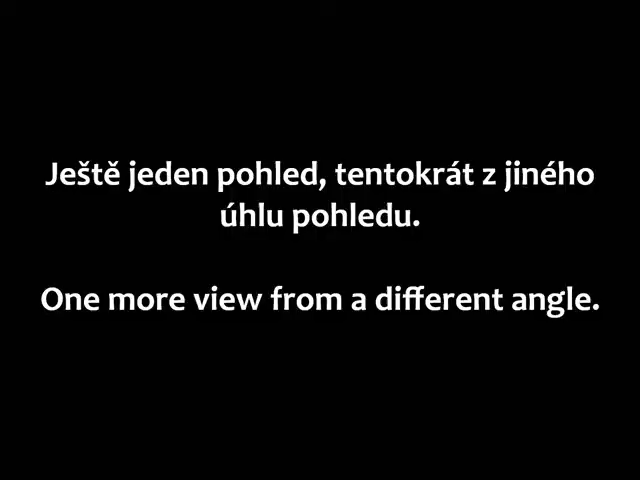 Ještě jeden pohled, tentokrát z jiného
úhlu pohledu.
One more view from a different angle.